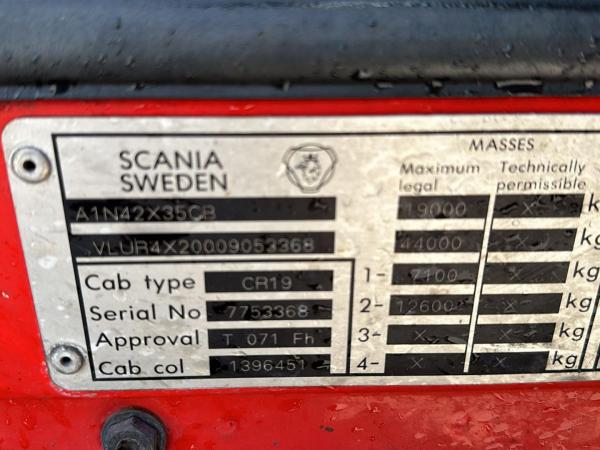 MASSES
SCANIA
SWEDEN
Maximum legal
Technically permissible
A1N42X35CB
19000 X k
VLUR4X20009053368
44000 X kg
Cab type CR19
1- 7100 X kg
Serial No 7753368
2- 12600 X kg
Approval T 071 Fh
3- X X kg
Cab col 1396451
4- X X kg